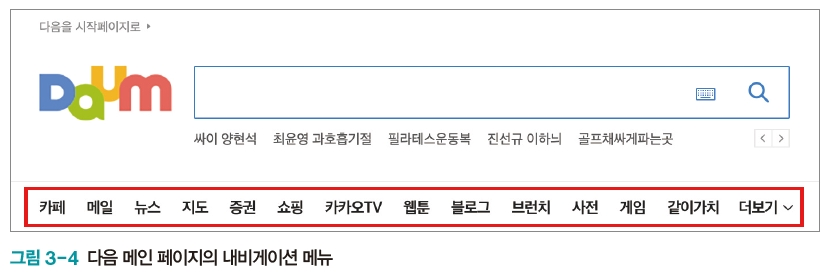 다음을 시작페이지로 ▸
Daum
싸이 양현석 최윤영 과호흡기절 필라테스운동복 진선규 이하늬 골프채싸게파는곳
카페 메일 뉴스 지도 증권 쇼핑 카카오TV 웹툰 블로그 브런치 사전 게임 같이가치 더보기
그림 3-4 다음 메인 페이지의 내비게이션 메뉴